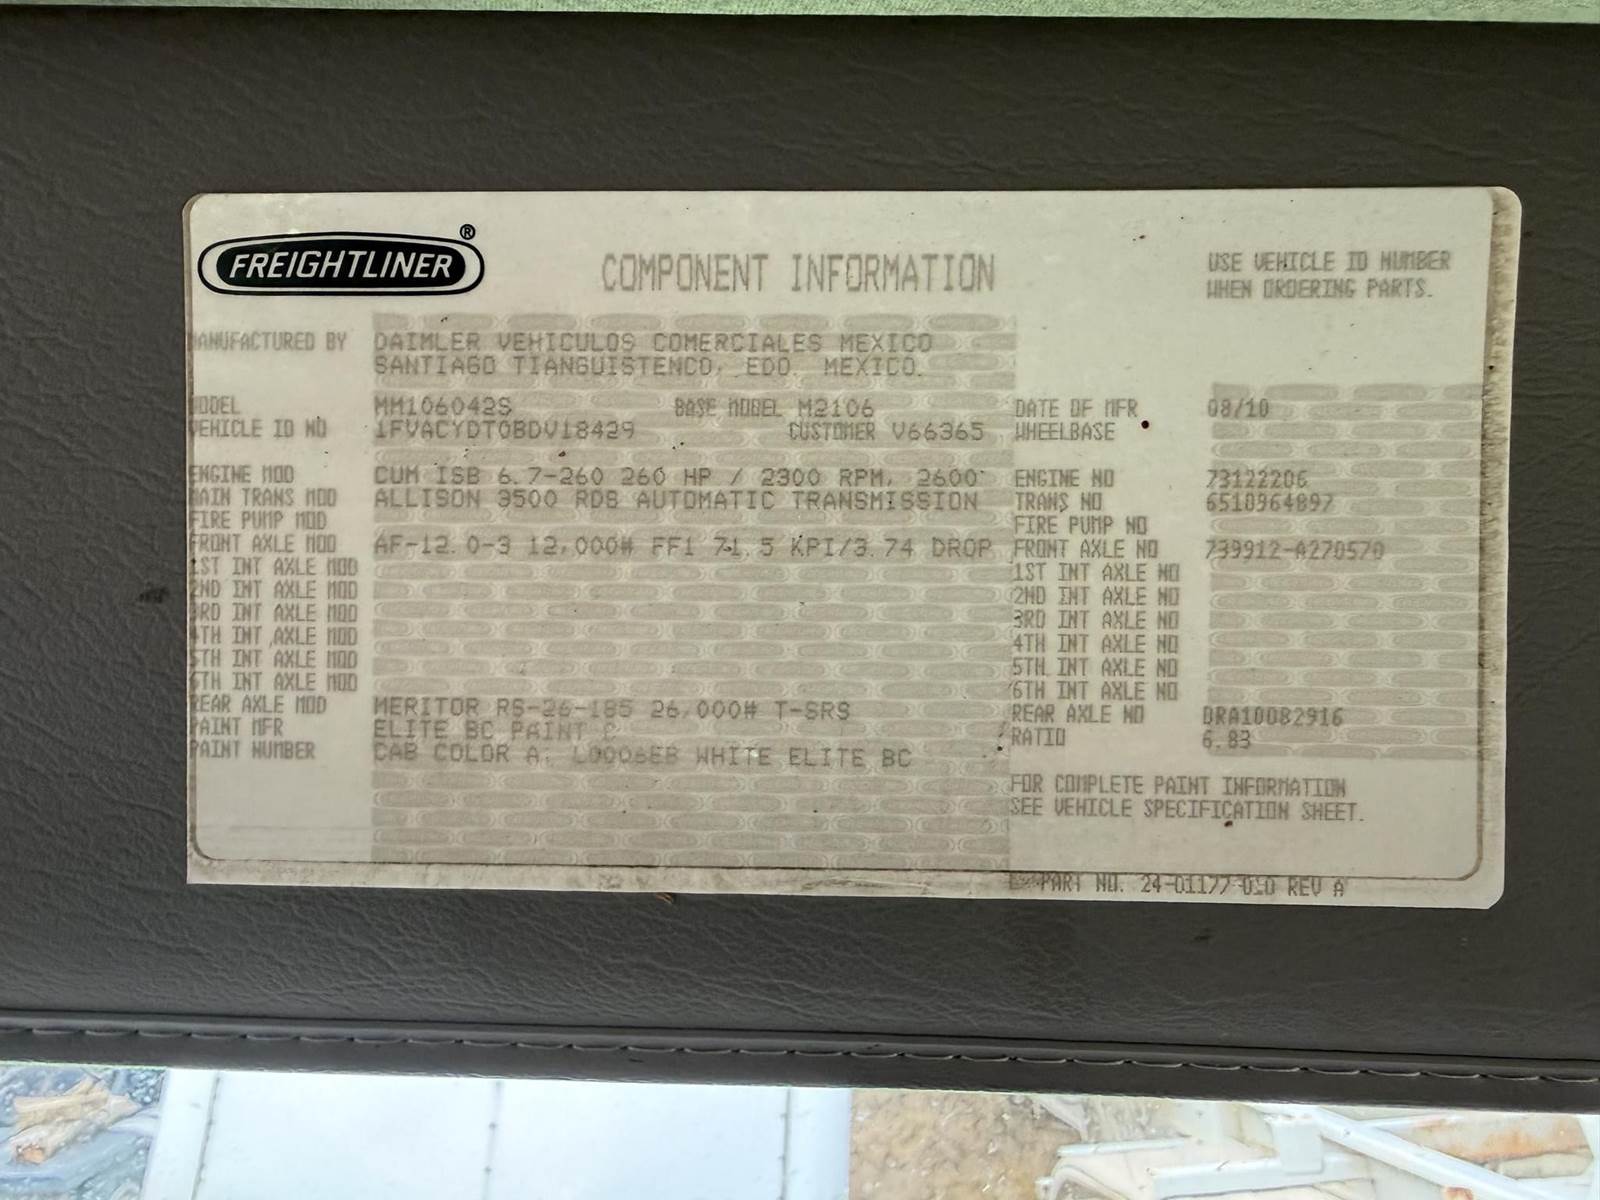 FREIGHTLINER ®
COMPONENT INFORMATION
USE VEHICLE ID NUMBER
WHEN ORDERING PARTS.
MANUFACTURED BY DAIMLER VEHICULOS COMERCIALES MEXICO
SANTIAGO TIANGUISTENCO, EDO. MEXICO.
MODEL MM106042S BASE MODEL M2106 DATE OF MFR 08/10
VEHICLE ID NO 1FVACYDT0BDV18429 CUSTOMER V66365 WHEELBASE
ENGINE MOD CUM ISB 6.7-260 260 HP / 2300 RPM, 2600 ENGINE NO 73122206
MAIN TRANS MOD ALLISON 3500 RDS AUTOMATIC TRANSMISSION TRANS NO 6510964897
FIRE PUMP MOD FIRE PUMP NO
FRONT AXLE MOD AF-12.0-3 12,000# FF1 71.5 KPI/3.74 DROP FRONT AXLE NO 739912-A270570
1ST INT AXLE MOD 1ST INT AXLE NO
2ND INT AXLE MOD 2ND INT AXLE NO
3RD INT AXLE MOD 3RD INT AXLE NO
4TH INT AXLE MOD 4TH INT AXLE NO
5TH INT AXLE MOD 5TH INT AXLE NO
6TH INT AXLE MOD 6TH INT AXLE NO
REAR AXLE MOD MERITOR RS-26-185 26,000# T-SRS REAR AXLE NO DRA10082916
PAINT MFR ELITE BC PAINT C RATIO 6.83
PAINT NUMBER CAB COLOR A: L0006EB WHITE ELITE BC
FOR COMPLETE PAINT INFORMATION
SEE VEHICLE SPECIFICATION SHEET.
PART NO. 24-01177-010 REV A